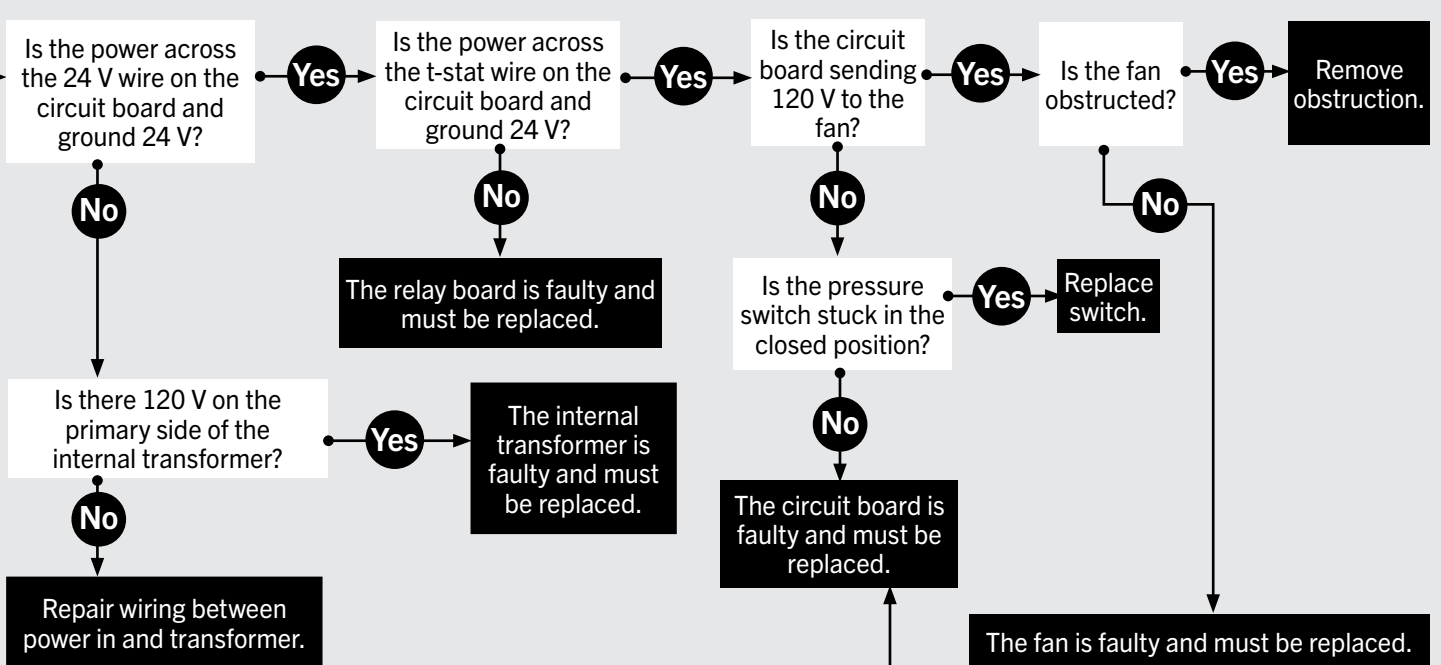 Is the power across
the 24 V wire on the
circuit board and
ground 24 V?
Yes
Is the power across
the t-stat wire on the
circuit board and
ground 24 V?
Yes
Is the circuit
board sending
120 V to the
fan?
Yes
Is the fan
obstructed?
Yes
Remove
obstruction.
No
No
No
No
The relay board is faulty and
must be replaced.
Is the pressure
switch stuck in the
closed position?
Yes
Replace
switch.
Is there 120 V on the
primary side of the
internal transformer?
Yes
The internal
transformer is
faulty and must
be replaced.
No
No
The circuit board is
faulty and must be
replaced.
Repair wiring between
power in and transformer.
The fan is faulty and must be replaced.